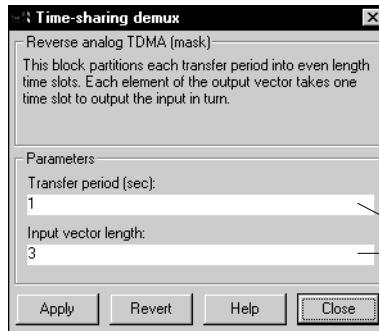 Time-sharing demux
Reverse analog TDMA (mask)
This block partitions each transfer period into even length
time slots. Each element of the output vector takes one
time slot to output the input in turn.
Parameters
Transfer period (sec):
1
Input vector length:
3
Apply Revert Help Close